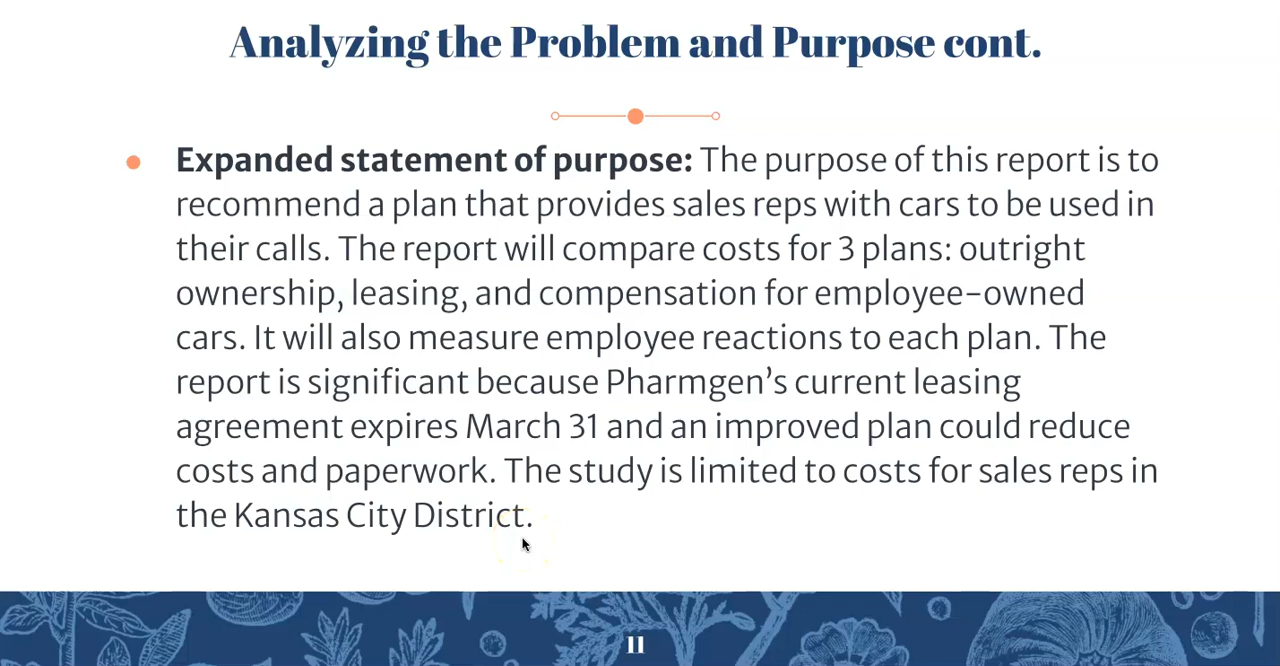 Analyzing the Problem and Purpose cont.
Expanded statement of purpose: The purpose of this report is to
recommend a plan that provides sales reps with cars to be used in
their calls. The report will compare costs for 3 plans: outright
ownership, leasing, and compensation for employee-owned
cars. It will also measure employee reactions to each plan. The
report is significant because Pharmgen’s current leasing
agreement expires March 31 and an improved plan could reduce
costs and paperwork. The study is limited to costs for sales reps in
the Kansas City District.
11